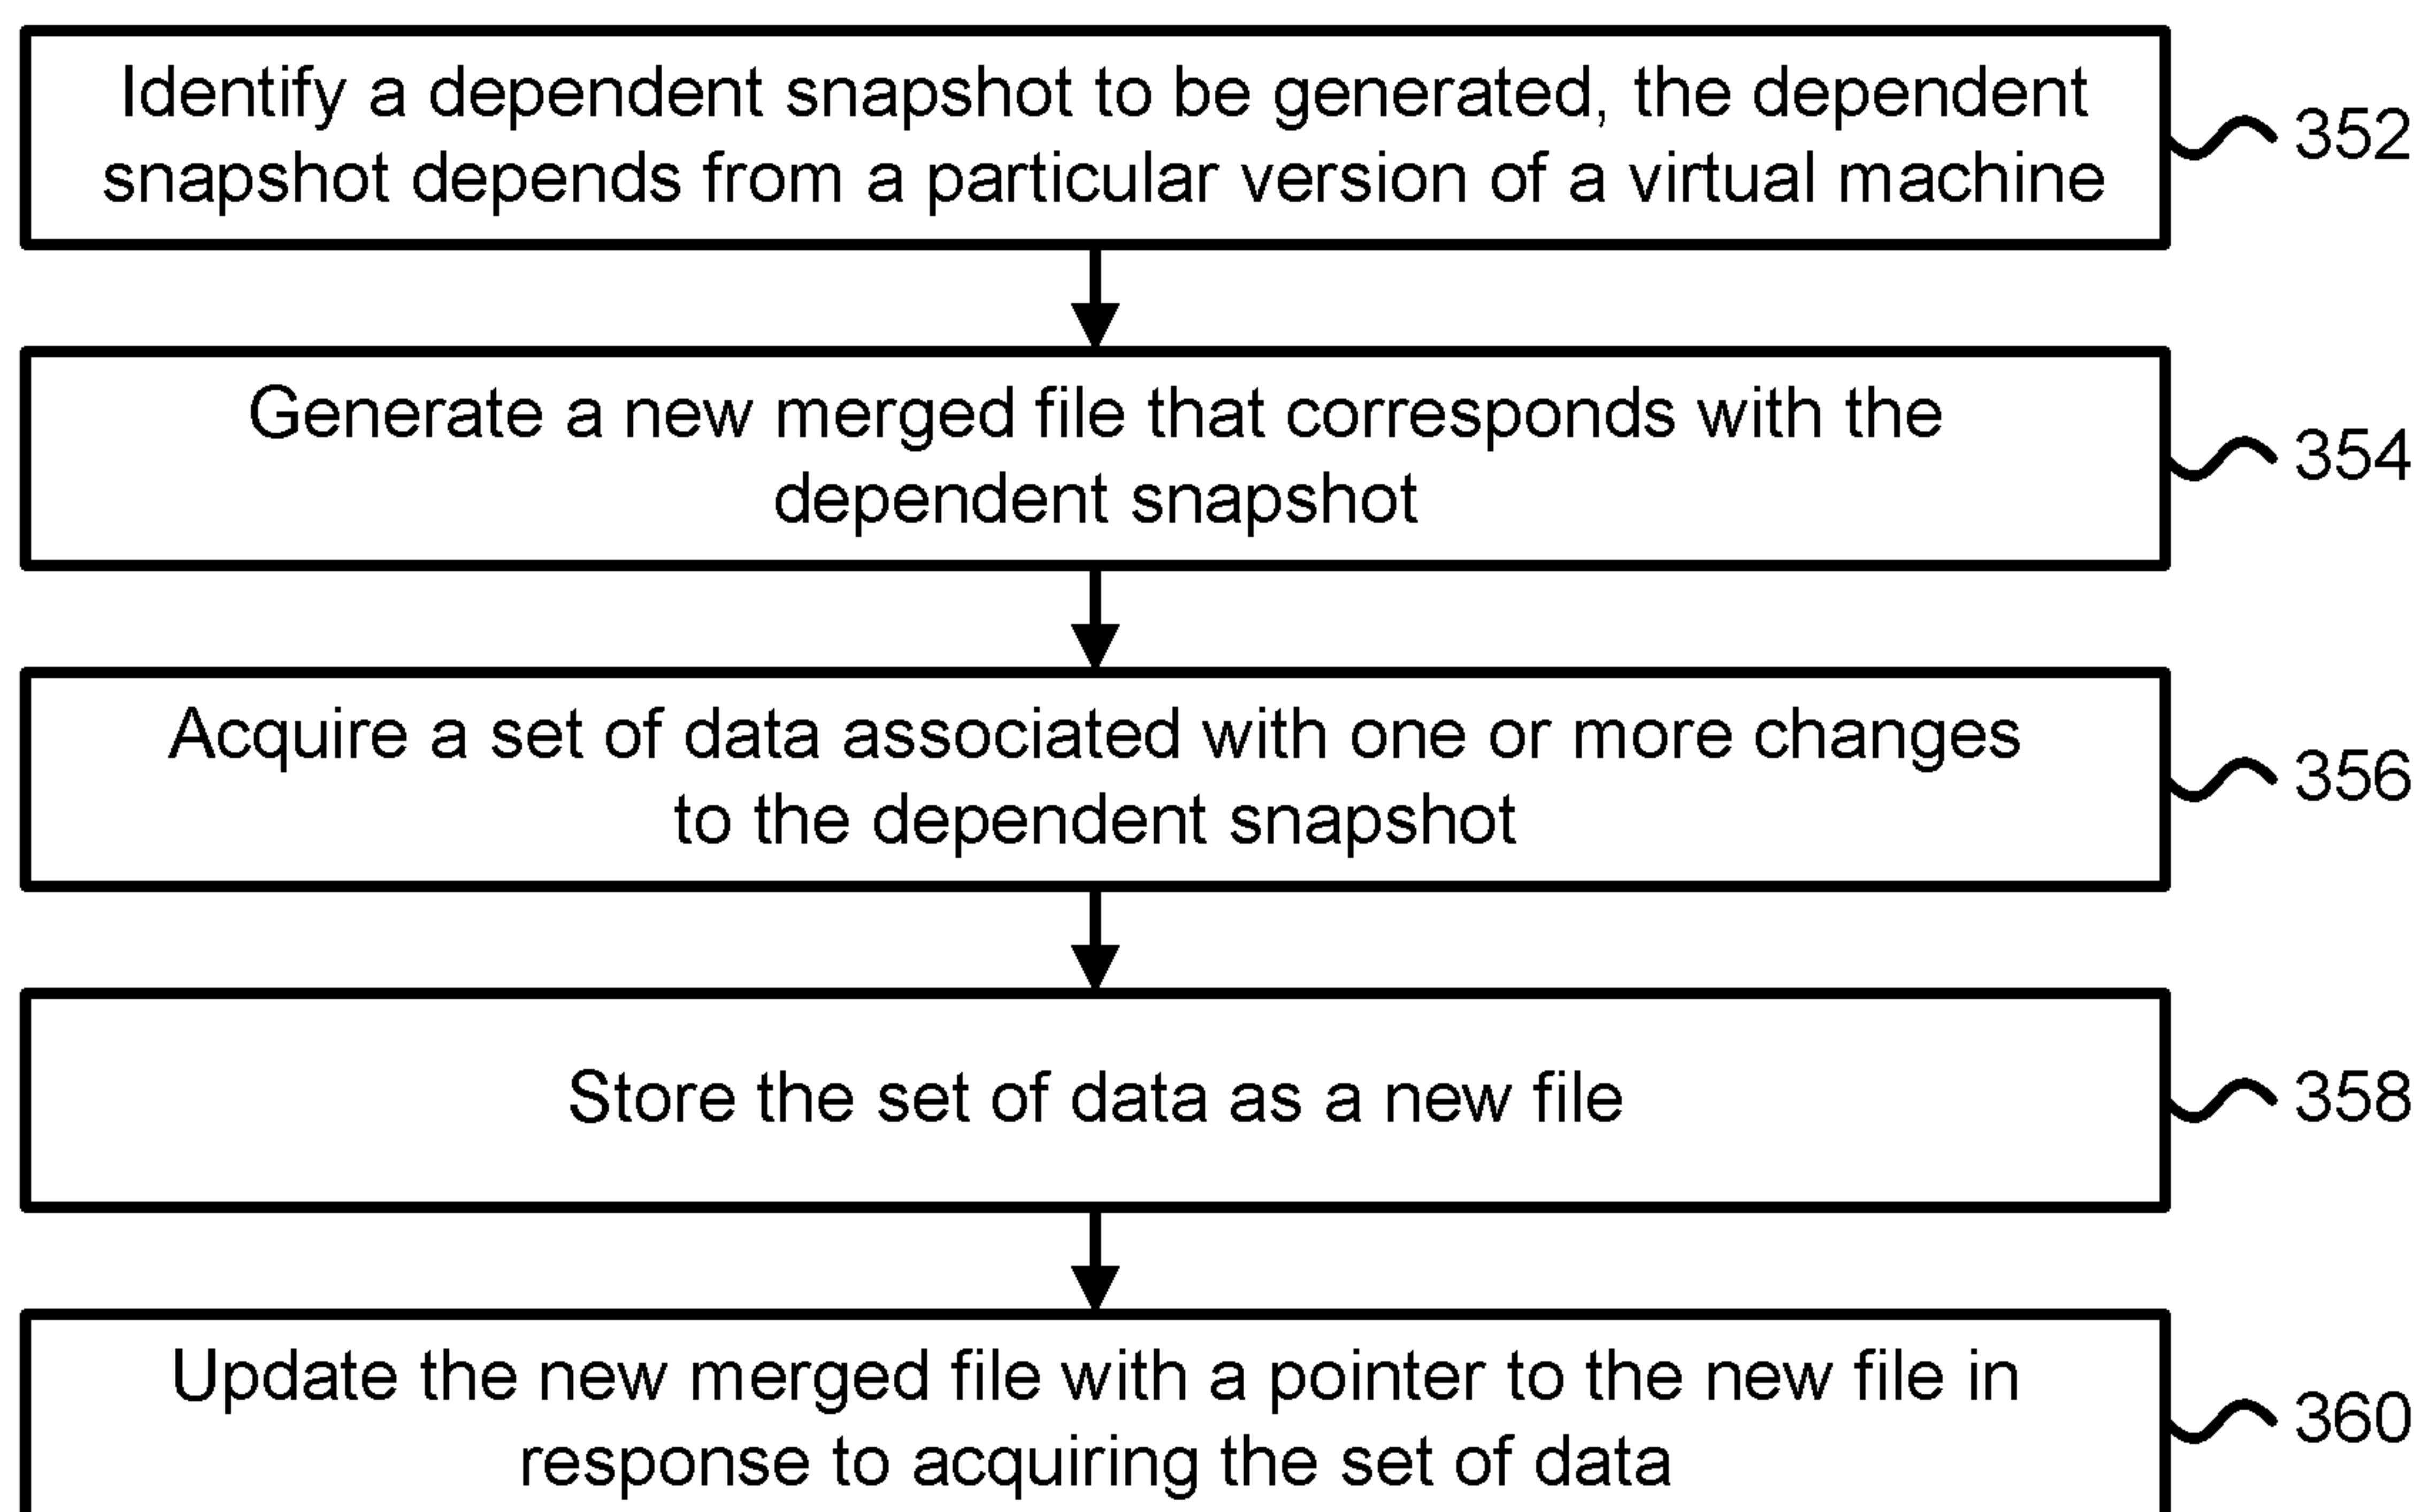 Identify a dependent snapshot to be generated, the dependent
snapshot depends from a particular version of a virtual machine
352
Generate a new merged file that corresponds with the
dependent snapshot
354
Acquire a set of data associated with one or more changes
to the dependent snapshot
356
Store the set of data as a new file
358
Update the new merged file with a pointer to the new file in
response to acquiring the set of data
360